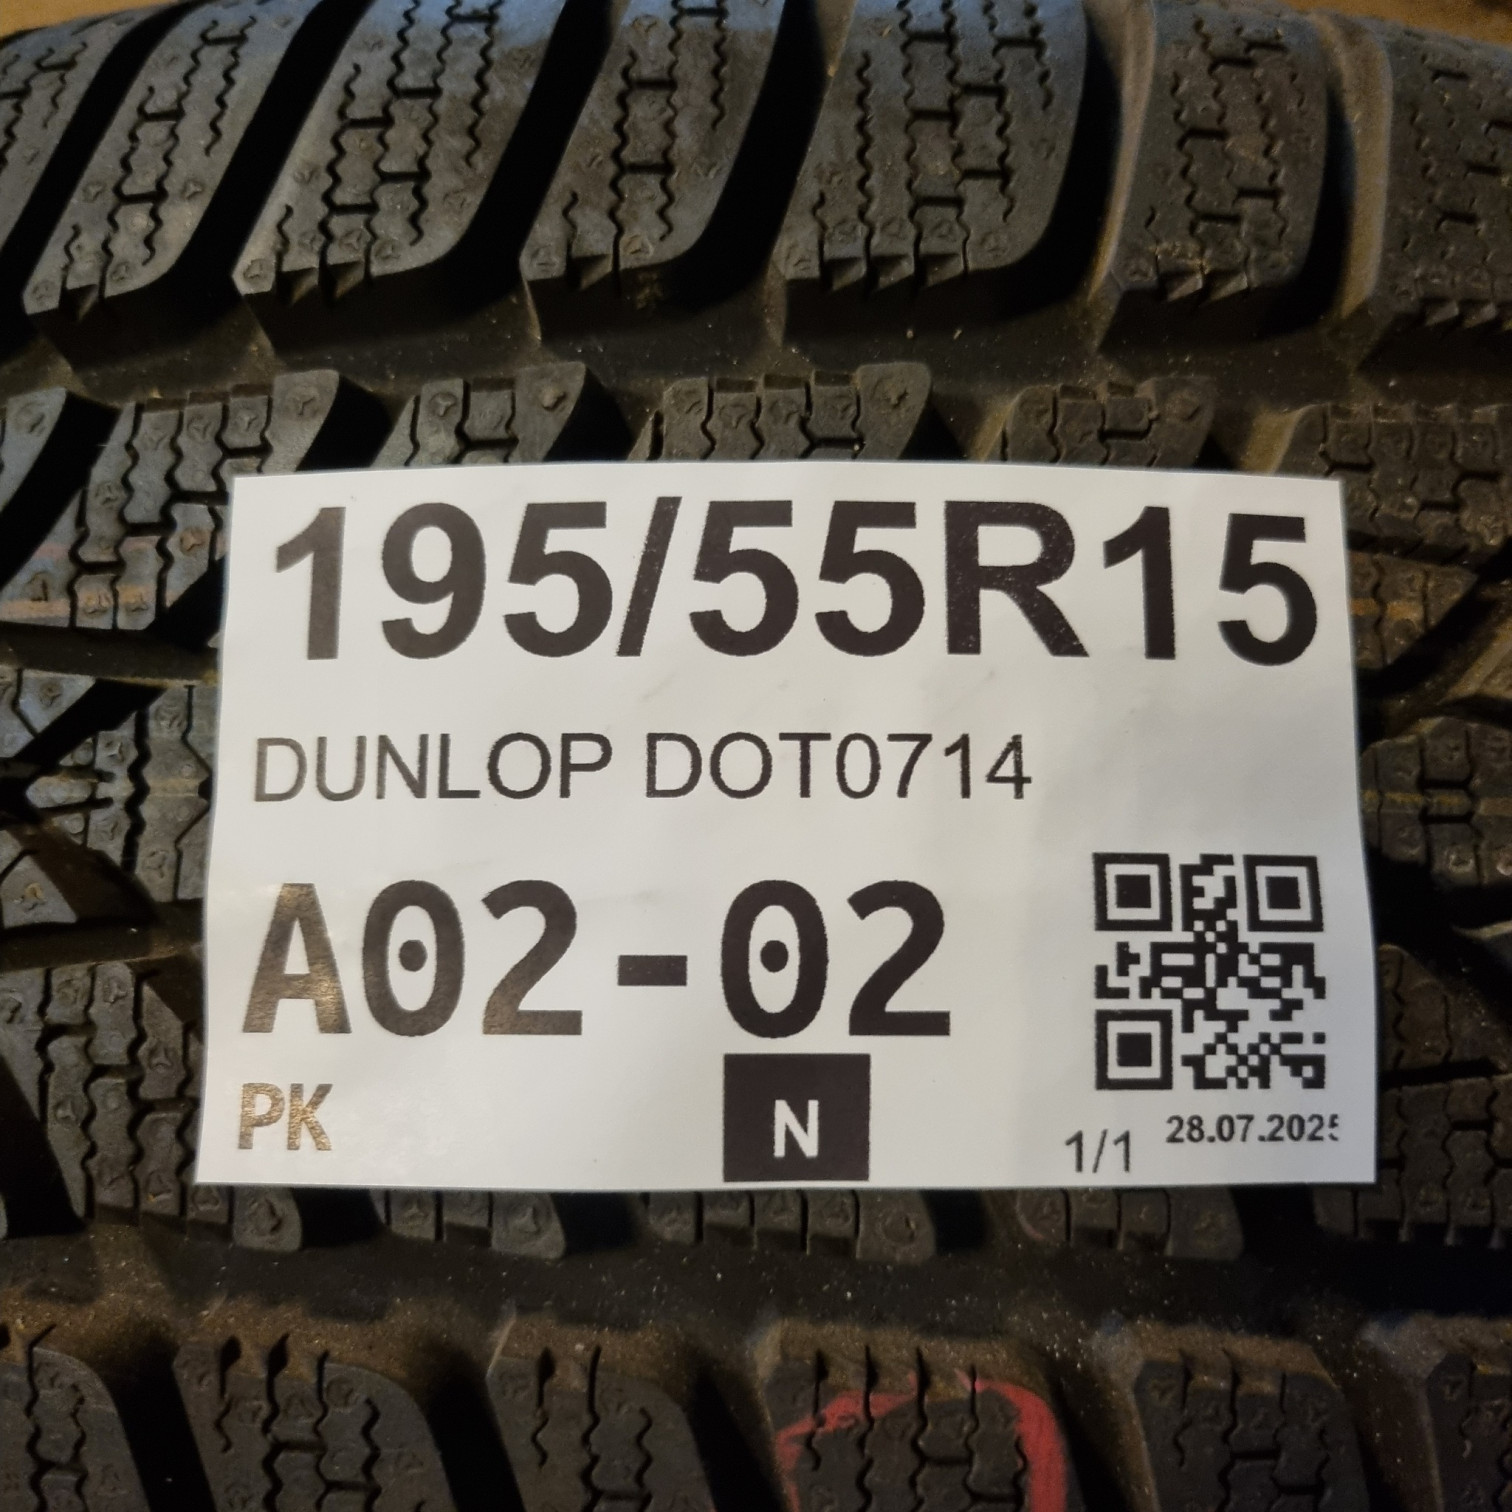 195/55R15
DUNLOP DOT0714
A02-02
PK
N
1/1
28.07.2025